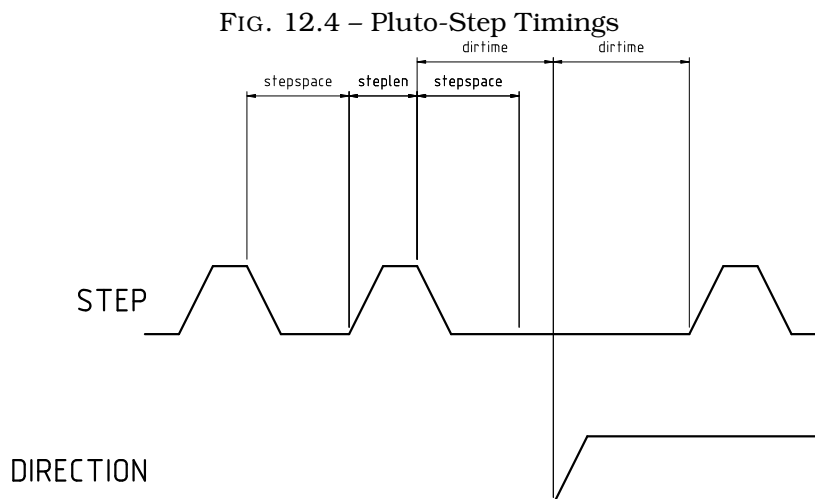 FIG. 12.4 – Pluto-Step Timings
dirtime dirtime
stepspace steplen stepspace
STEP
DIRECTION